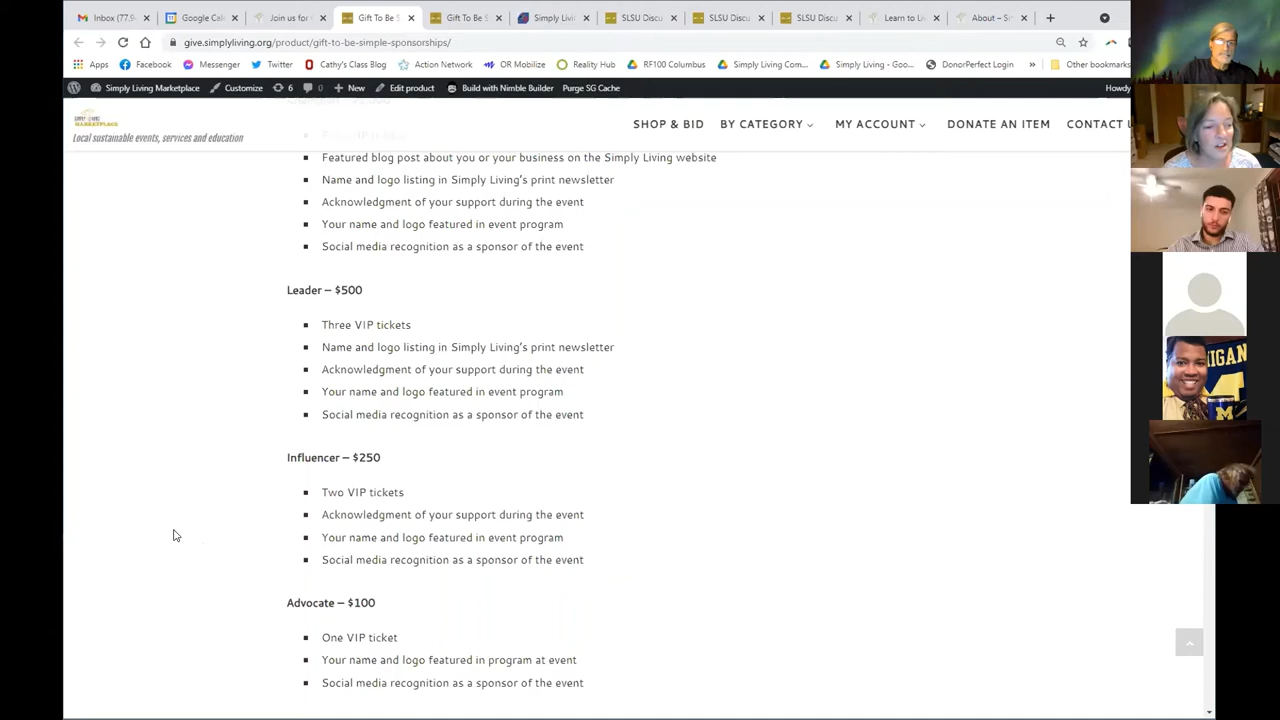 Inbox (77,9
Google Cale
Join us for
Gift To Be S
Gift To Be S
Simply Livi
SLSU Discu
SLSU Discu
SLSU Discu
Learn to Li
About – Sim
give.simplyliving.org/product/gift-to-be-simple-sponsorships/
Apps
Facebook
Messenger
Twitter
Cathy's Class Blog
Action Network
OR Mobilize
Reality Hub
RF100 Columbus
Simply Living Com...
Simply Living - Goo...
DonorPerfect Login
Other bookmarks
Simply Living Marketplace
Customize
6
0
New
Edit product
Build with Nimble Builder
Purge SG Cache
Howdy
MARKETPLACE
Local sustainable events, services and education
SHOP & BID
BY CATEGORY
MY ACCOUNT
DONATE AN ITEM
CONTACT U
Featured blog post about you or your business on the Simply Living website
Name and logo listing in Simply Living's print newsletter
Acknowledgment of your support during the event
Your name and logo featured in event program
Social media recognition as a sponsor of the event
Leader – $500
Three VIP tickets
Name and logo listing in Simply Living's print newsletter
Acknowledgment of your support during the event
Your name and logo featured in event program
Social media recognition as a sponsor of the event
Influencer – $250
Two VIP tickets
Acknowledgment of your support during the event
Your name and logo featured in event program
Social media recognition as a sponsor of the event
Advocate – $100
One VIP ticket
Your name and logo featured in program at event
Social media recognition as a sponsor of the event
HIGAN
M